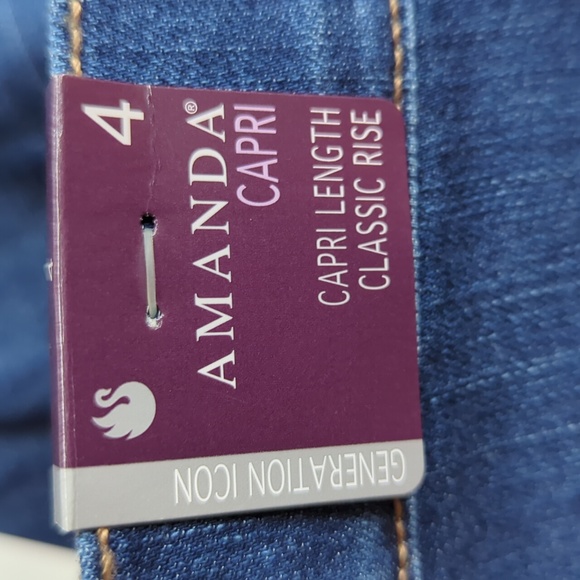 4
AMANDA®
CAPRI
CAPRI LENGTH
CLASSIC RISE
GENERATION ICON